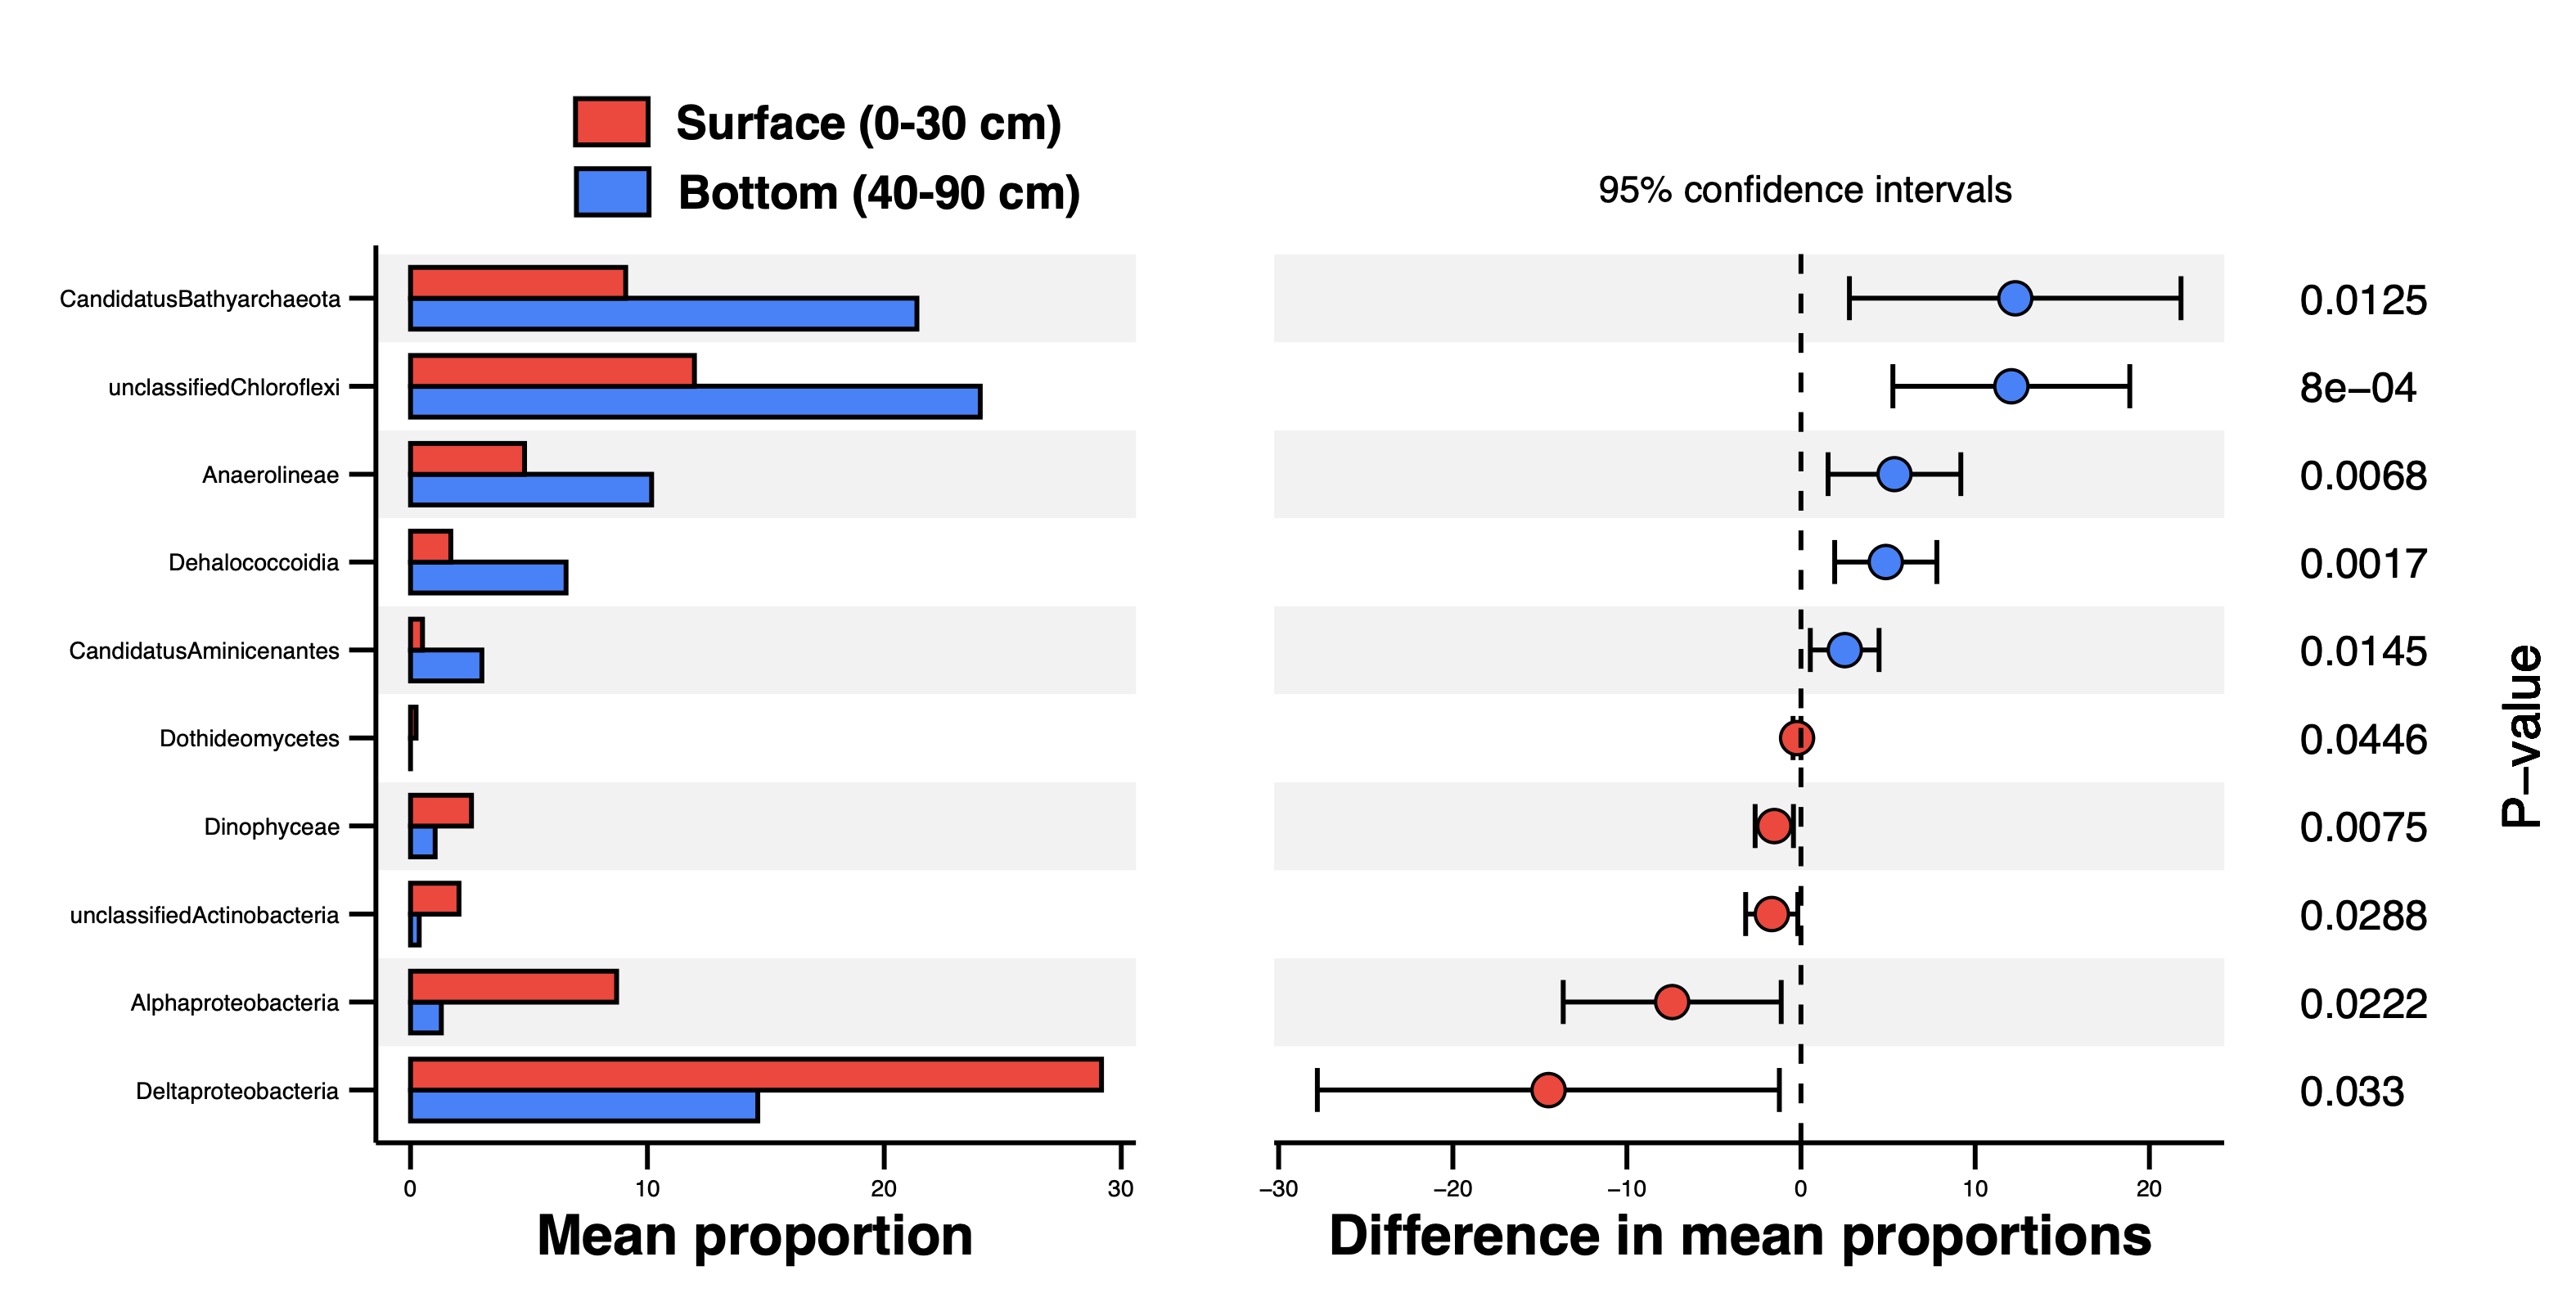 Surface (0-30 cm)
Bottom (40-90 cm)
95% confidence intervals
CandidatusBathyarchaeota
0.0125
unclassifiedChloroflexi
8e−04
Anaerolineae
0.0068
Dehalococcoidia
0.0017
CandidatusAminicenantes
0.0145
Dothideomycetes
0.0446
Dinophyceae
0.0075
unclassifiedActinobacteria
0.0288
Alphaproteobacteria
0.0222
Deltaproteobacteria
0.033
P−value
0 10 20 30
−30 −20 −10 0 10 20
Mean proportion
Difference in mean proportions